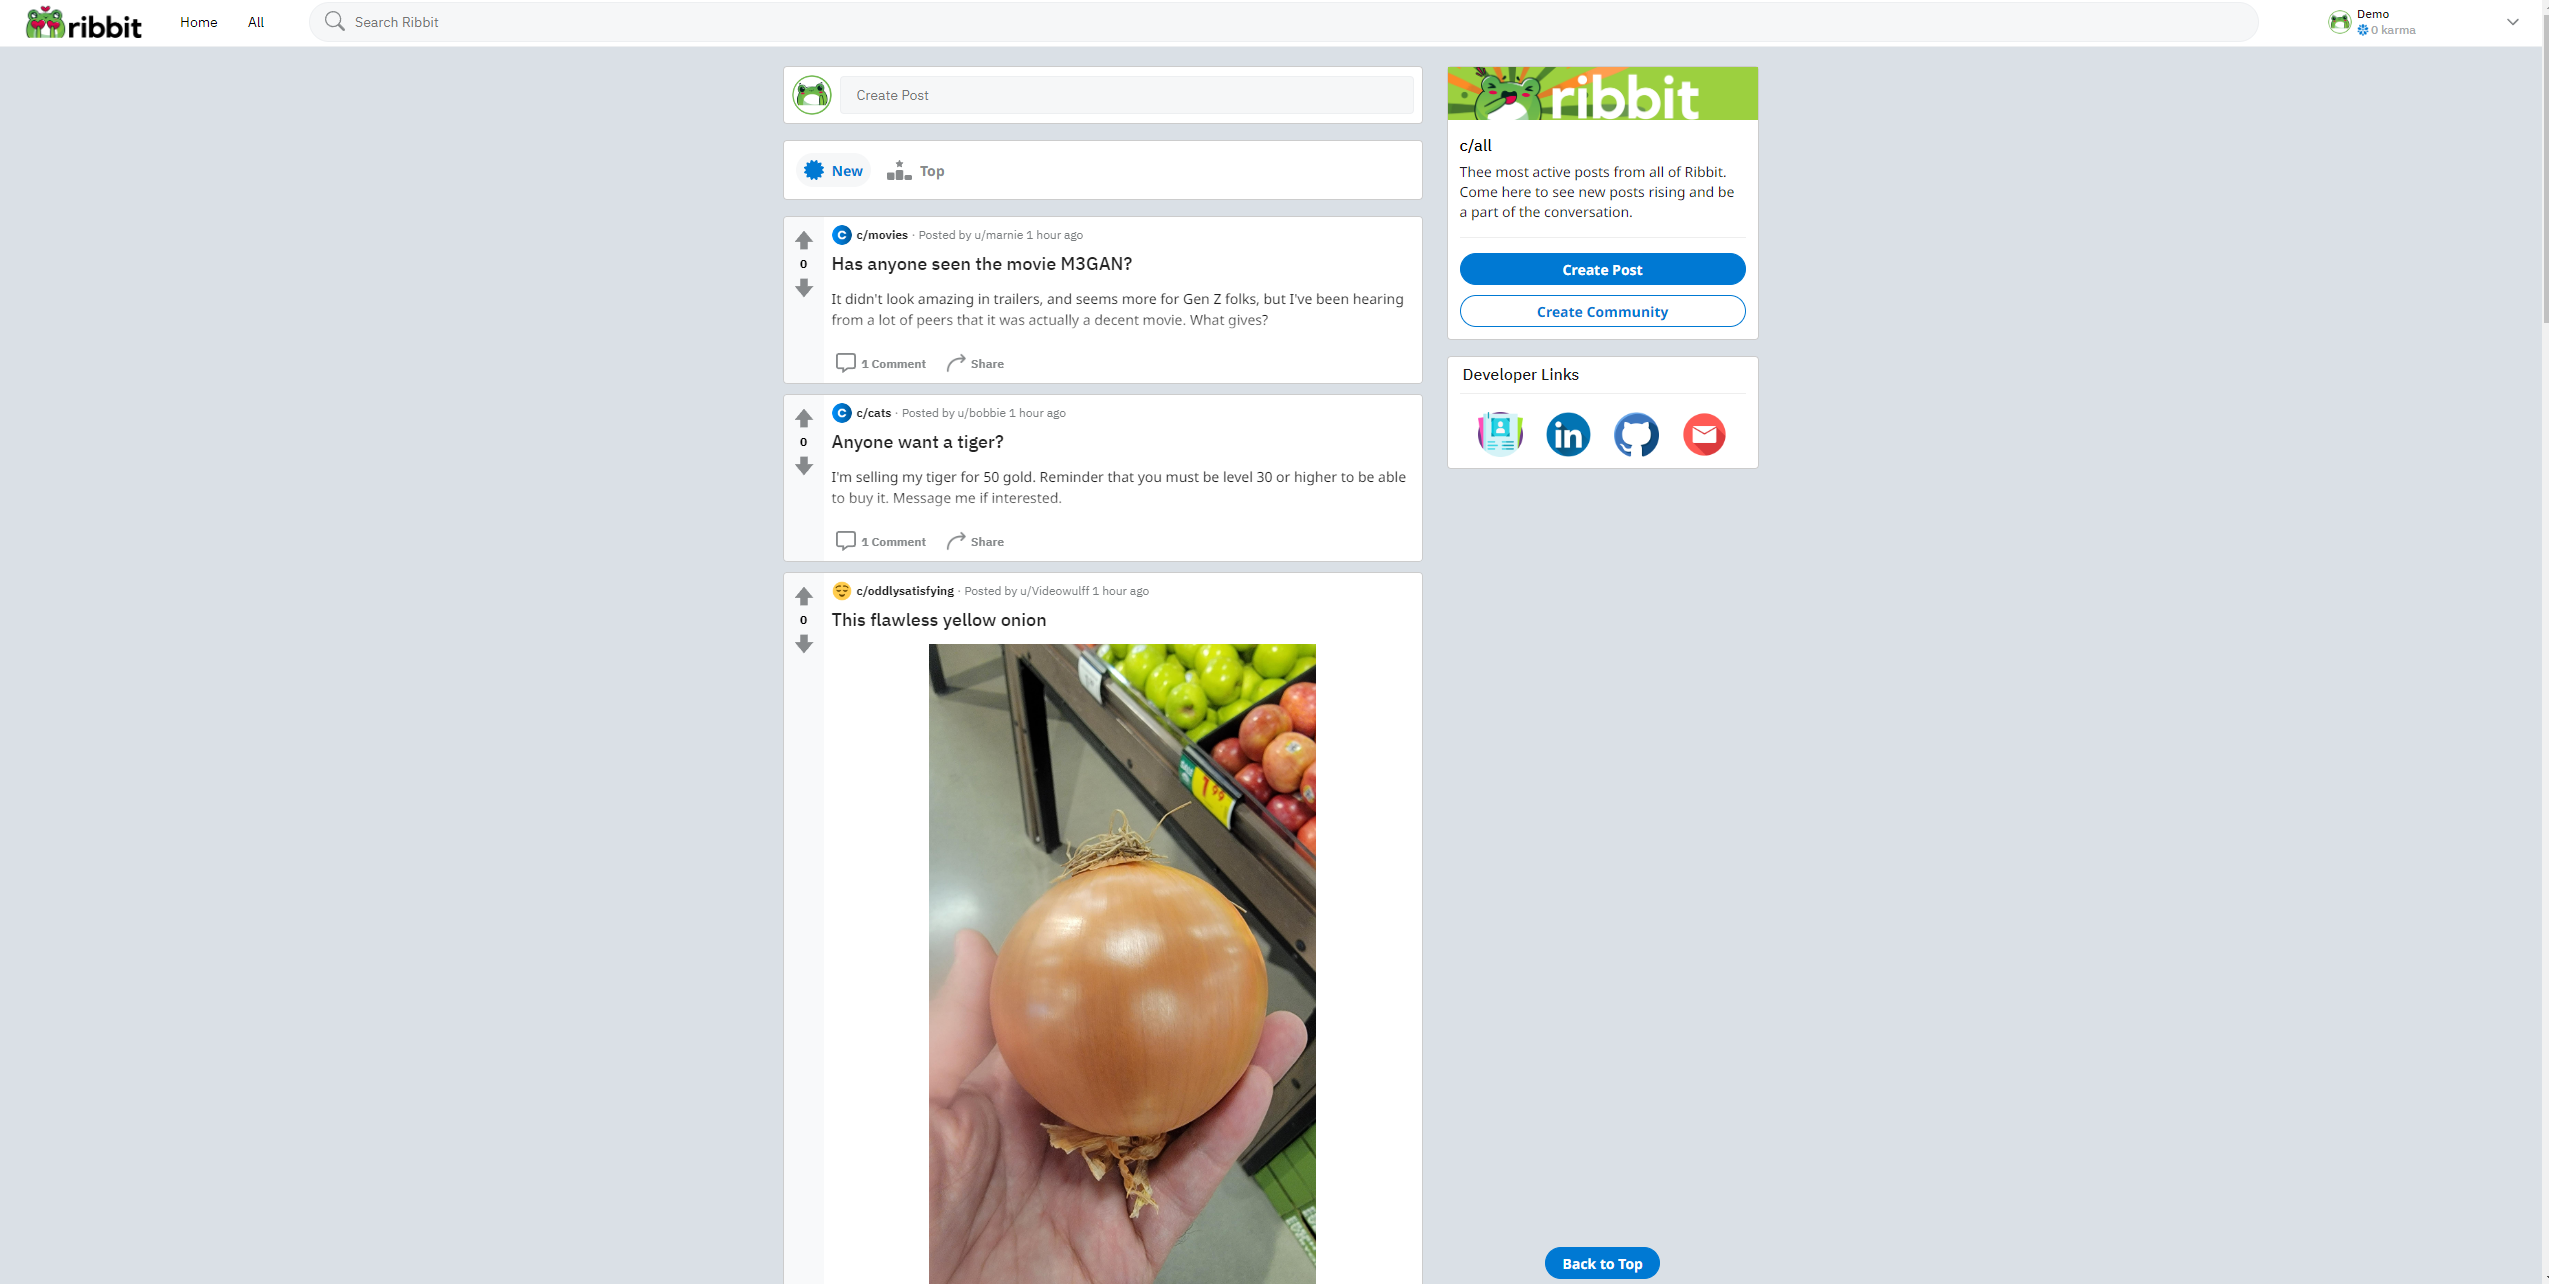 ribbit
Home
All
Search Ribbit
Demo
0 karma
Create Post
New
Top
c/movies · Posted by u/marnie 1 hour ago
0
Has anyone seen the movie M3GAN?
It didn't look amazing in trailers, and seems more for Gen Z folks, but I've been hearing
from a lot of peers that it was actually a decent movie. What gives?
1 Comment
Share
c/cats · Posted by u/bobbie 1 hour ago
0
Anyone want a tiger?
I'm selling my tiger for 50 gold. Reminder that you must be level 30 or higher to be able
to buy it. Message me if interested.
1 Comment
Share
c/oddlysatisfying · Posted by u/Videowulff 1 hour ago
0
This flawless yellow onion
ribbit
c/all
Thee most active posts from all of Ribbit.
Come here to see new posts rising and be
a part of the conversation.
Create Post
Create Community
Developer Links
in
Back to Top